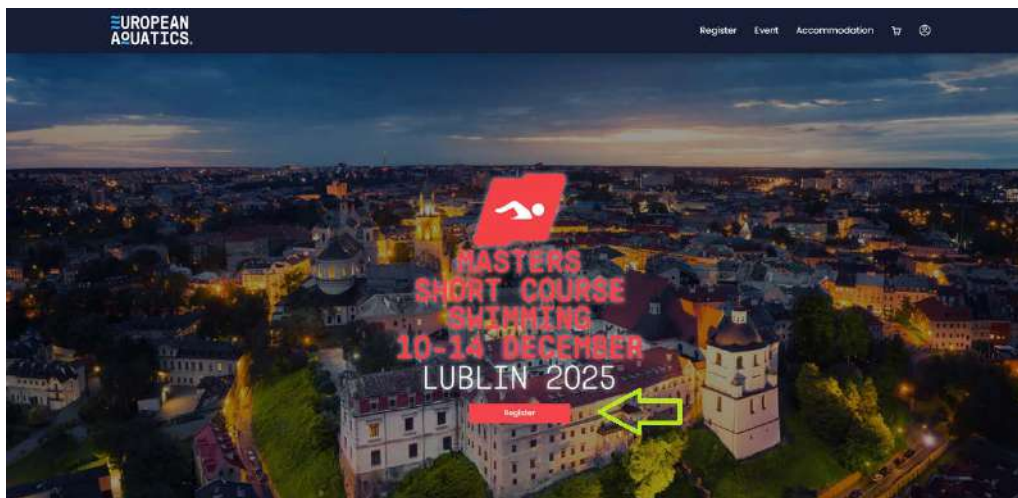 EUROPEAN
AQUATICS.
Register Event Accommodation
MASTERS
SHORT COURSE
SWIMMING
10-14 DECEMBER
LUBLIN 2025
Register